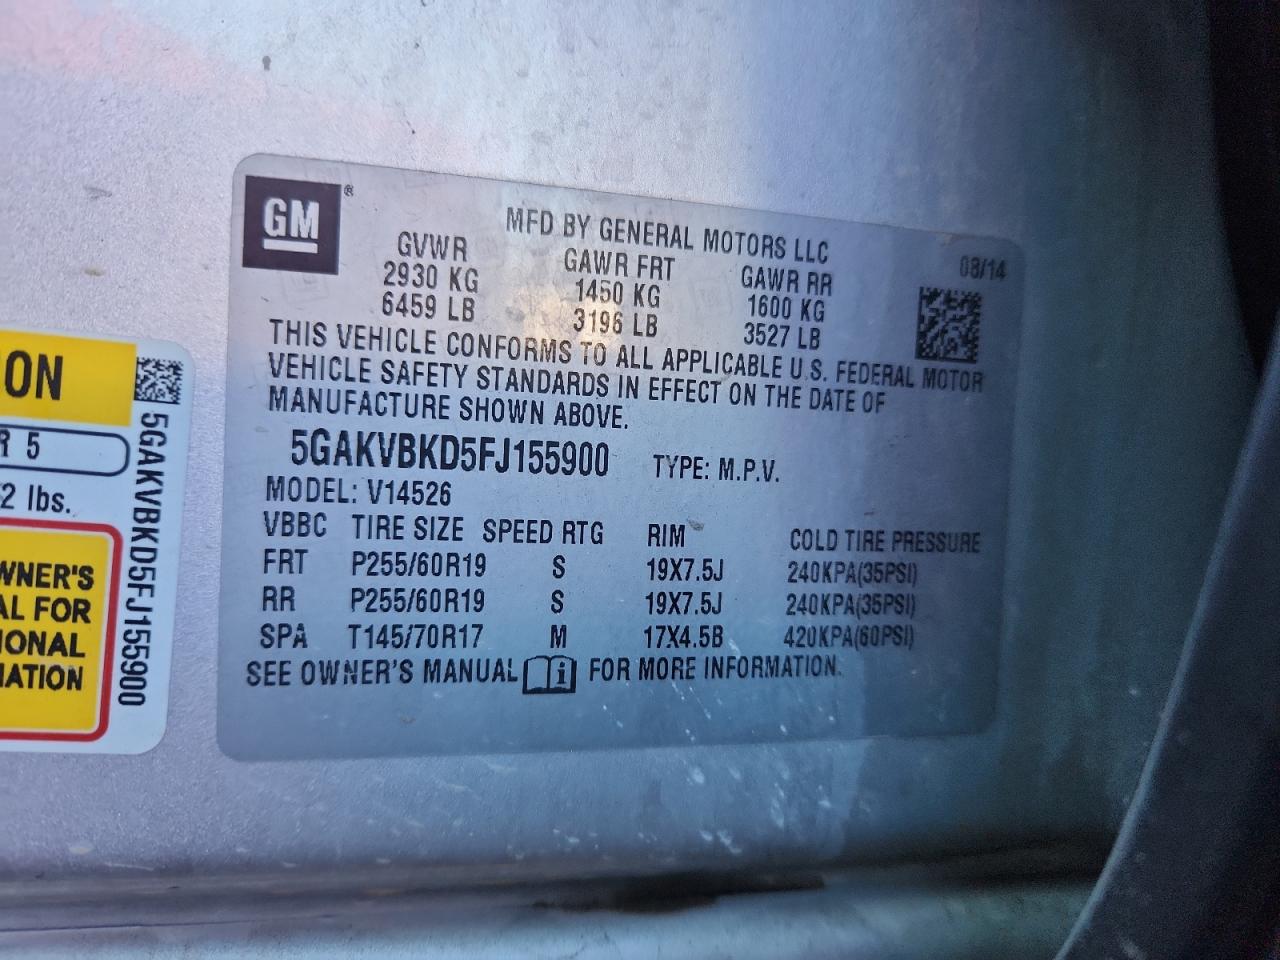 GM®
MFD BY GENERAL MOTORS LLC
08/14
GVWR GAWR FRT GAWR RR
2930 KG 1450 KG 1600 KG
6459 LB 3196 LB 3527 LB
THIS VEHICLE CONFORMS TO ALL APPLICABLE U.S. FEDERAL MOTOR
VEHICLE SAFETY STANDARDS IN EFFECT ON THE DATE OF
MANUFACTURE SHOWN ABOVE.
5GAKVBKD5FJ155900 TYPE: M.P.V.
MODEL: V14526
VBBC TIRE SIZE SPEED RTG RIM COLD TIRE PRESSURE
FRT P255/60R19 S 19X7.5J 240KPA(35PSI)
RR P255/60R19 S 19X7.5J 240KPA(35PSI)
SPA T145/70R17 M 17X4.5B 420KPA(60PSI)
SEE OWNER'S MANUAL FOR MORE INFORMATION.
ON
R 5
2 lbs.
WNER'S
AL FOR
IONAL
MATION
5GAKVBKD5FJ155900